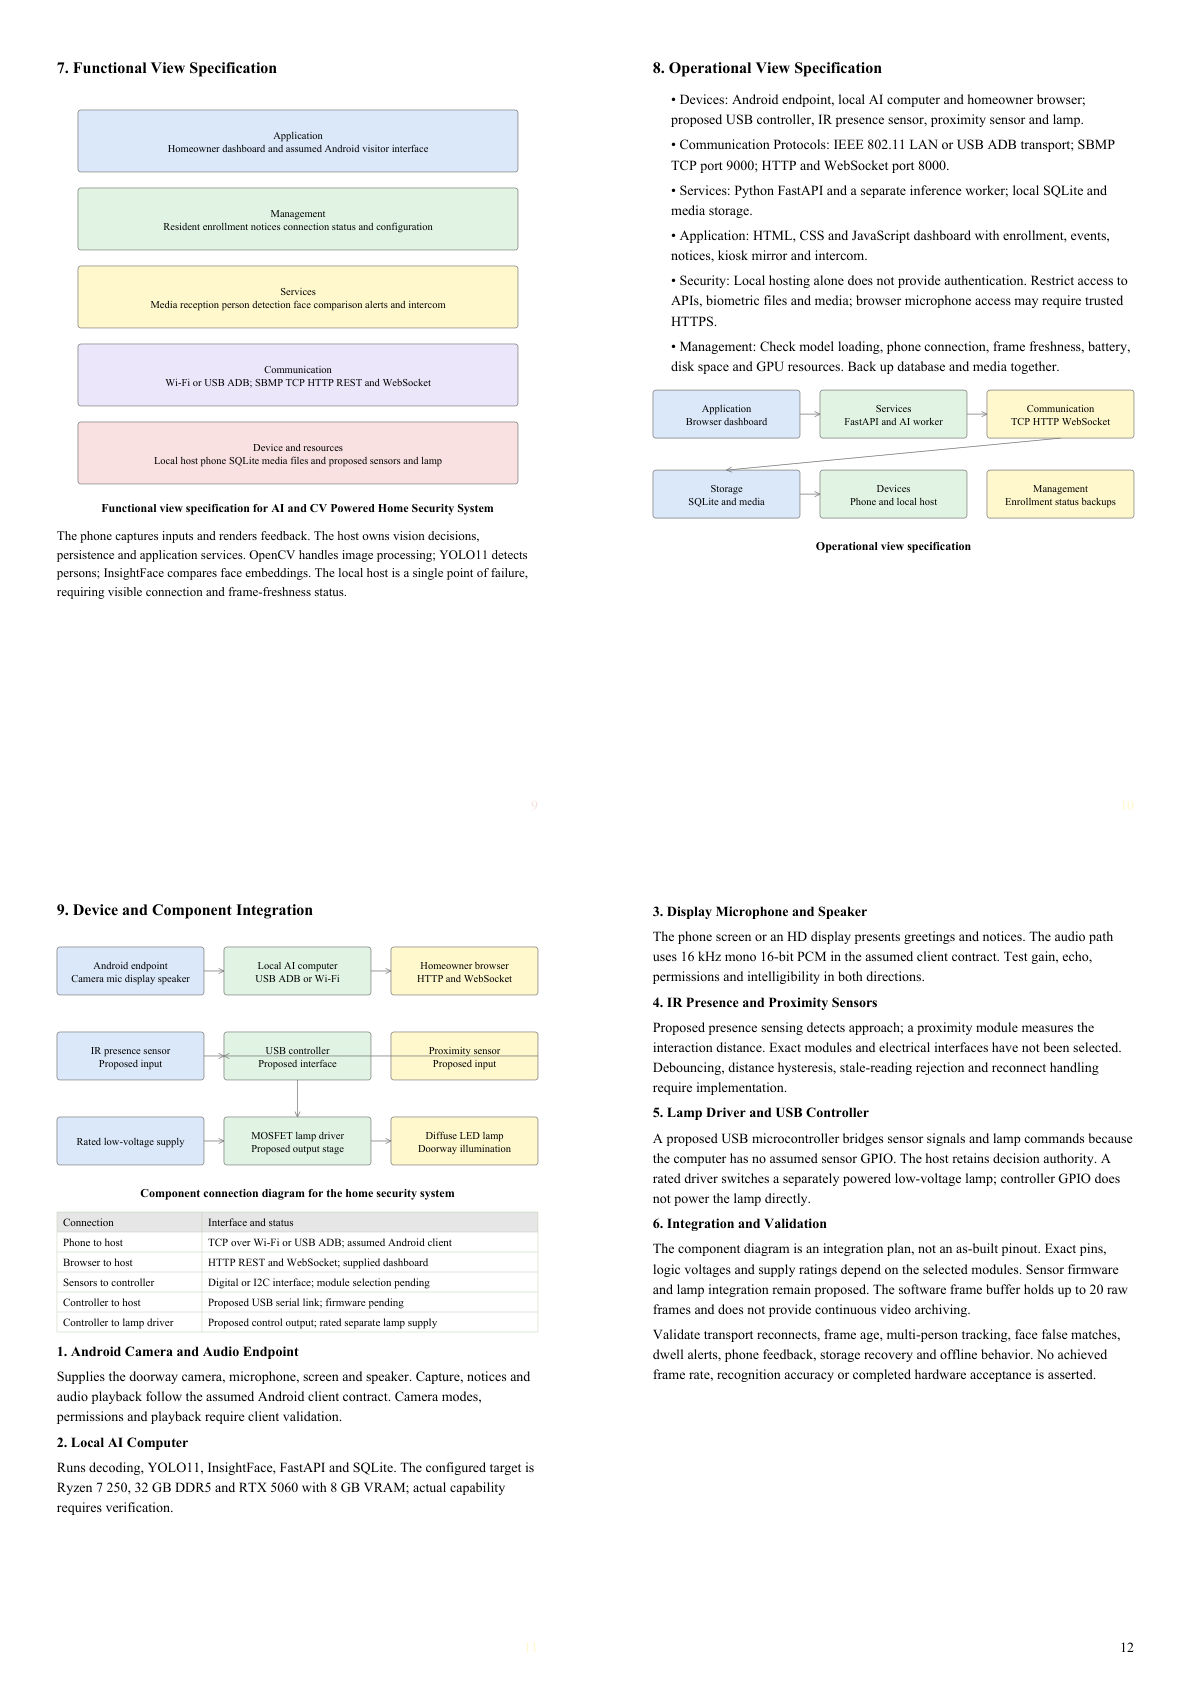 7. Functional View Specification
Application
Homeowner dashboard and assumed Android visitor interface
Management
Resident enrollment notices connection status and configuration
Services
Media reception person detection face comparison alerts and intercom
Communication
Wi-Fi or USB ADB; SBMP TCP HTTP REST and WebSocket
Device and resources
Local host phone SQLite media files and proposed sensors and lamp
Functional view specification for AI and CV Powered Home Security System
The phone captures inputs and renders feedback. The host owns vision decisions,
persistence and application services. OpenCV handles image processing; YOLO11 detects
persons; InsightFace compares face embeddings. The local host is a single point of failure,
requiring visible connection and frame-freshness status.
9
8. Operational View Specification
• Devices: Android endpoint, local AI computer and homeowner browser;
proposed USB controller, IR presence sensor, proximity sensor and lamp.
• Communication Protocols: IEEE 802.11 LAN or USB ADB transport; SBMP
TCP port 9000; HTTP and WebSocket port 8000.
• Services: Python FastAPI and a separate inference worker; local SQLite and
media storage.
• Application: HTML, CSS and JavaScript dashboard with enrollment, events,
notices, kiosk mirror and intercom.
• Security: Local hosting alone does not provide authentication. Restrict access to
APIs, biometric files and media; browser microphone access may require trusted
HTTPS.
• Management: Check model loading, phone connection, frame freshness, battery,
disk space and GPU resources. Back up database and media together.
Application
Browser dashboard
Services
FastAPI and AI worker
Communication
TCP HTTP WebSocket
Storage
SQLite and media
Devices
Phone and local host
Management
Enrollment status backups
Operational view specification
10
9. Device and Component Integration
Android endpoint
Camera mic display speaker
Local AI computer
USB ADB or Wi-Fi
Homeowner browser
HTTP and WebSocket
IR presence sensor
Proposed input
USB controller
Proposed interface
Proximity sensor
Proposed input
Rated low-voltage supply
MOSFET lamp driver
Proposed output stage
Diffuse LED lamp
Doorway illumination
Component connection diagram for the home security system
Connection Interface and status
Phone to host TCP over Wi-Fi or USB ADB; assumed Android client
Browser to host HTTP REST and WebSocket; supplied dashboard
Sensors to controller Digital or I2C interface; module selection pending
Controller to host Proposed USB serial link; firmware pending
Controller to lamp driver Proposed control output; rated separate lamp supply
1. Android Camera and Audio Endpoint
Supplies the doorway camera, microphone, screen and speaker. Capture, notices and
audio playback follow the assumed Android client contract. Camera modes,
permissions and playback require client validation.
2. Local AI Computer
Runs decoding, YOLO11, InsightFace, FastAPI and SQLite. The configured target is
Ryzen 7 250, 32 GB DDR5 and RTX 5060 with 8 GB VRAM; actual capability
requires verification.
11
3. Display Microphone and Speaker
The phone screen or an HD display presents greetings and notices. The audio path
uses 16 kHz mono 16-bit PCM in the assumed client contract. Test gain, echo,
permissions and intelligibility in both directions.
4. IR Presence and Proximity Sensors
Proposed presence sensing detects approach; a proximity module measures the
interaction distance. Exact modules and electrical interfaces have not been selected.
Debouncing, distance hysteresis, stale-reading rejection and reconnect handling
require implementation.
5. Lamp Driver and USB Controller
A proposed USB microcontroller bridges sensor signals and lamp commands because
the computer has no assumed sensor GPIO. The host retains decision authority. A
rated driver switches a separately powered low-voltage lamp; controller GPIO does
not power the lamp directly.
6. Integration and Validation
The component diagram is an integration plan, not an as-built pinout. Exact pins,
logic voltages and supply ratings depend on the selected modules. Sensor firmware
and lamp integration remain proposed. The software frame buffer holds up to 20 raw
frames and does not provide continuous video archiving.
Validate transport reconnects, frame age, multi-person tracking, face false matches,
dwell alerts, phone feedback, storage recovery and offline behavior. No achieved
frame rate, recognition accuracy or completed hardware acceptance is asserted.
12